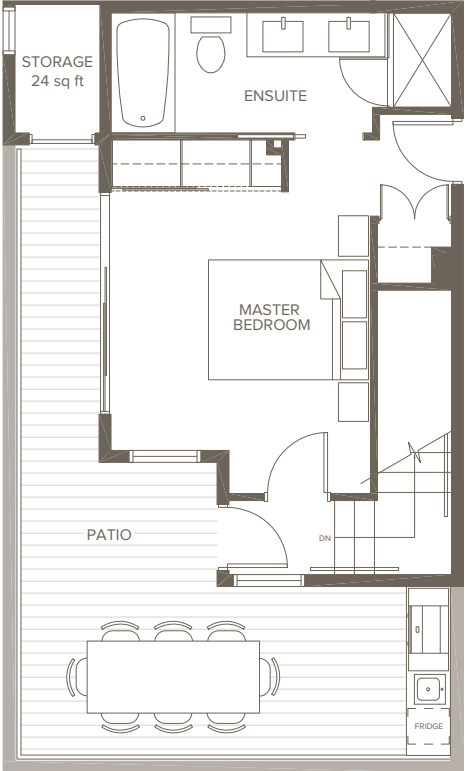 STORAGE
24 sq ft
ENSUITE
MASTER
BEDROOM
PATIO
DN
FRIDGE